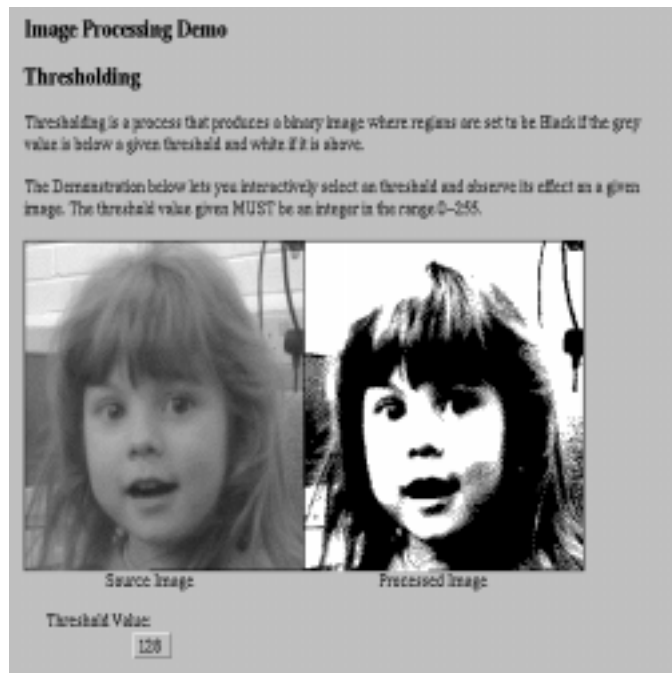 Image Processing Demo
Thresholding
Thresholding is a process that produces a binary image where regions are set to be Black if the grey
value is below a given threshold and white if it is above.
The Demonstration below lets you interactively select an threshold and observe its effect on a given
image. The threshold value given MUST be an integer in the range 0–255.
Source Image
Processed Image
Threshold Value:
128